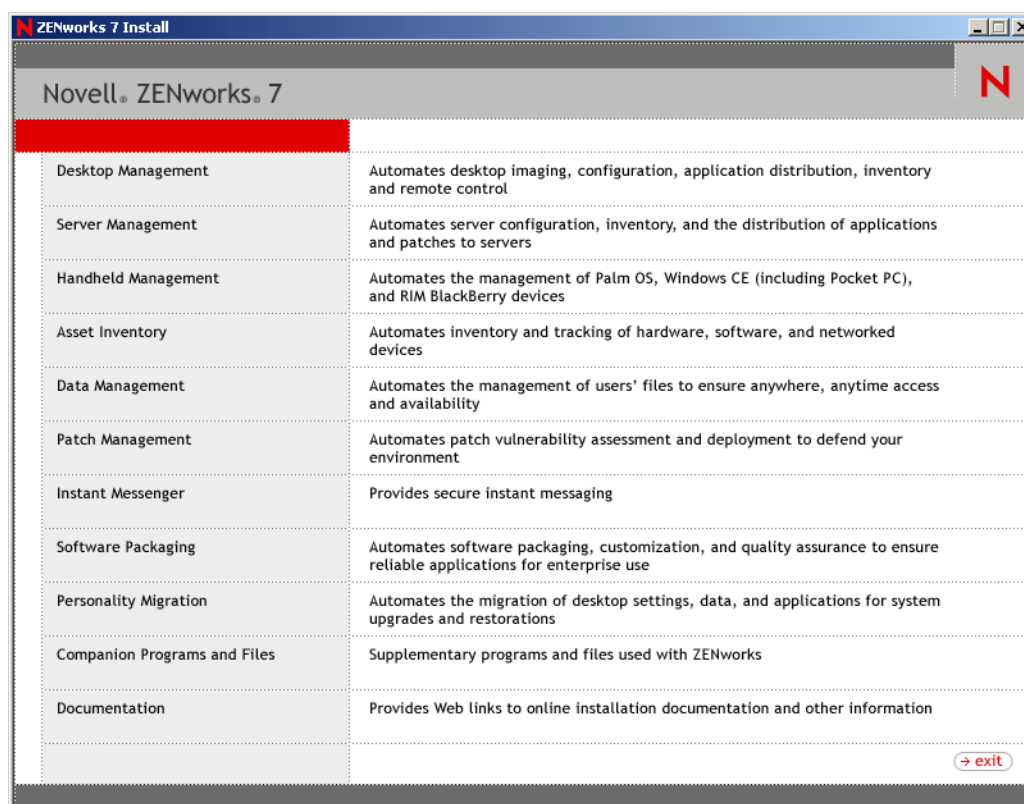 ZENworks 7 Install
Novell® ZENworks® 7
N
Desktop Management
Automates desktop imaging, configuration, application distribution, inventory
and remote control
Server Management
Automates server configuration, inventory, and the distribution of applications
and patches to servers
Handheld Management
Automates the management of Palm OS, Windows CE (including Pocket PC),
and RIM BlackBerry devices
Asset Inventory
Automates inventory and tracking of hardware, software, and networked
devices
Data Management
Automates the management of users’ files to ensure anywhere, anytime access
and availability
Patch Management
Automates patch vulnerability assessment and deployment to defend your
environment
Instant Messenger
Provides secure instant messaging
Software Packaging
Automates software packaging, customization, and quality assurance to ensure
reliable applications for enterprise use
Personality Migration
Automates the migration of desktop settings, data, and applications for system
upgrades and restorations
Companion Programs and Files
Supplementary programs and files used with ZENworks
Documentation
Provides Web links to online installation documentation and other information
exit